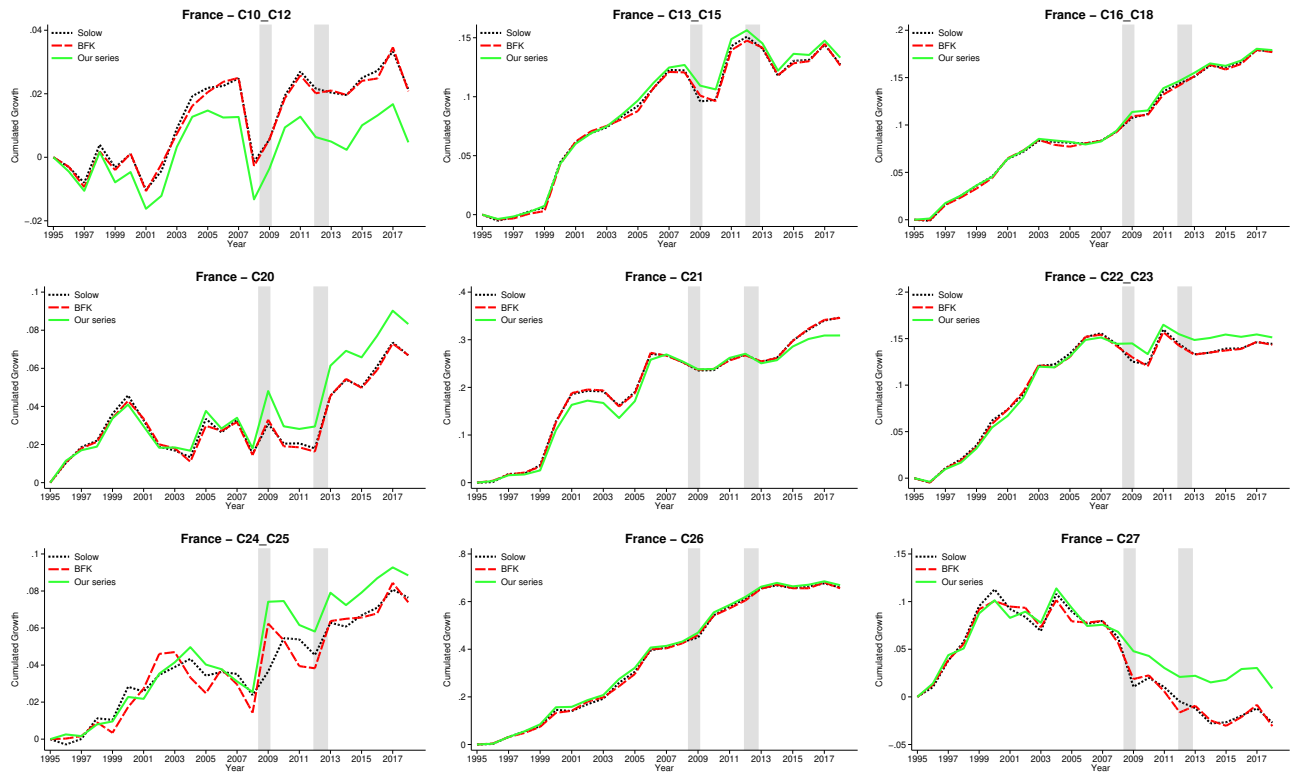 France − C10_C12
Cumulated Growth
.04
.02
0
−.02
Solow
BFK
Our series
1995 1997 1999 2001 2003 2005 2007 2009 2011 2013 2015 2017
Year
France − C13_C15
Cumulated Growth
.15
.1
.05
0
Solow
BFK
Our series
1995 1997 1999 2001 2003 2005 2007 2009 2011 2013 2015 2017
Year
France − C16_C18
Cumulated Growth
.2
.15
.1
.05
0
Solow
BFK
Our series
1995 1997 1999 2001 2003 2005 2007 2009 2011 2013 2015 2017
Year
France − C20
Cumulated Growth
.1
.08
.06
.04
.02
0
Solow
BFK
Our series
1995 1997 1999 2001 2003 2005 2007 2009 2011 2013 2015 2017
Year
France − C21
Cumulated Growth
.4
.3
.2
.1
0
Solow
BFK
Our series
1995 1997 1999 2001 2003 2005 2007 2009 2011 2013 2015 2017
Year
France − C22_C23
Cumulated Growth
.2
.15
.1
.05
0
Solow
BFK
Our series
1995 1997 1999 2001 2003 2005 2007 2009 2011 2013 2015 2017
Year
France − C24_C25
Cumulated Growth
.1
.08
.06
.04
.02
0
Solow
BFK
Our series
1995 1997 1999 2001 2003 2005 2007 2009 2011 2013 2015 2017
Year
France − C26
Cumulated Growth
.8
.6
.4
.2
0
Solow
BFK
Our series
1995 1997 1999 2001 2003 2005 2007 2009 2011 2013 2015 2017
Year
France − C27
Cumulated Growth
.15
.1
.05
0
−.05
Solow
BFK
Our series
1995 1997 1999 2001 2003 2005 2007 2009 2011 2013 2015 2017
Year